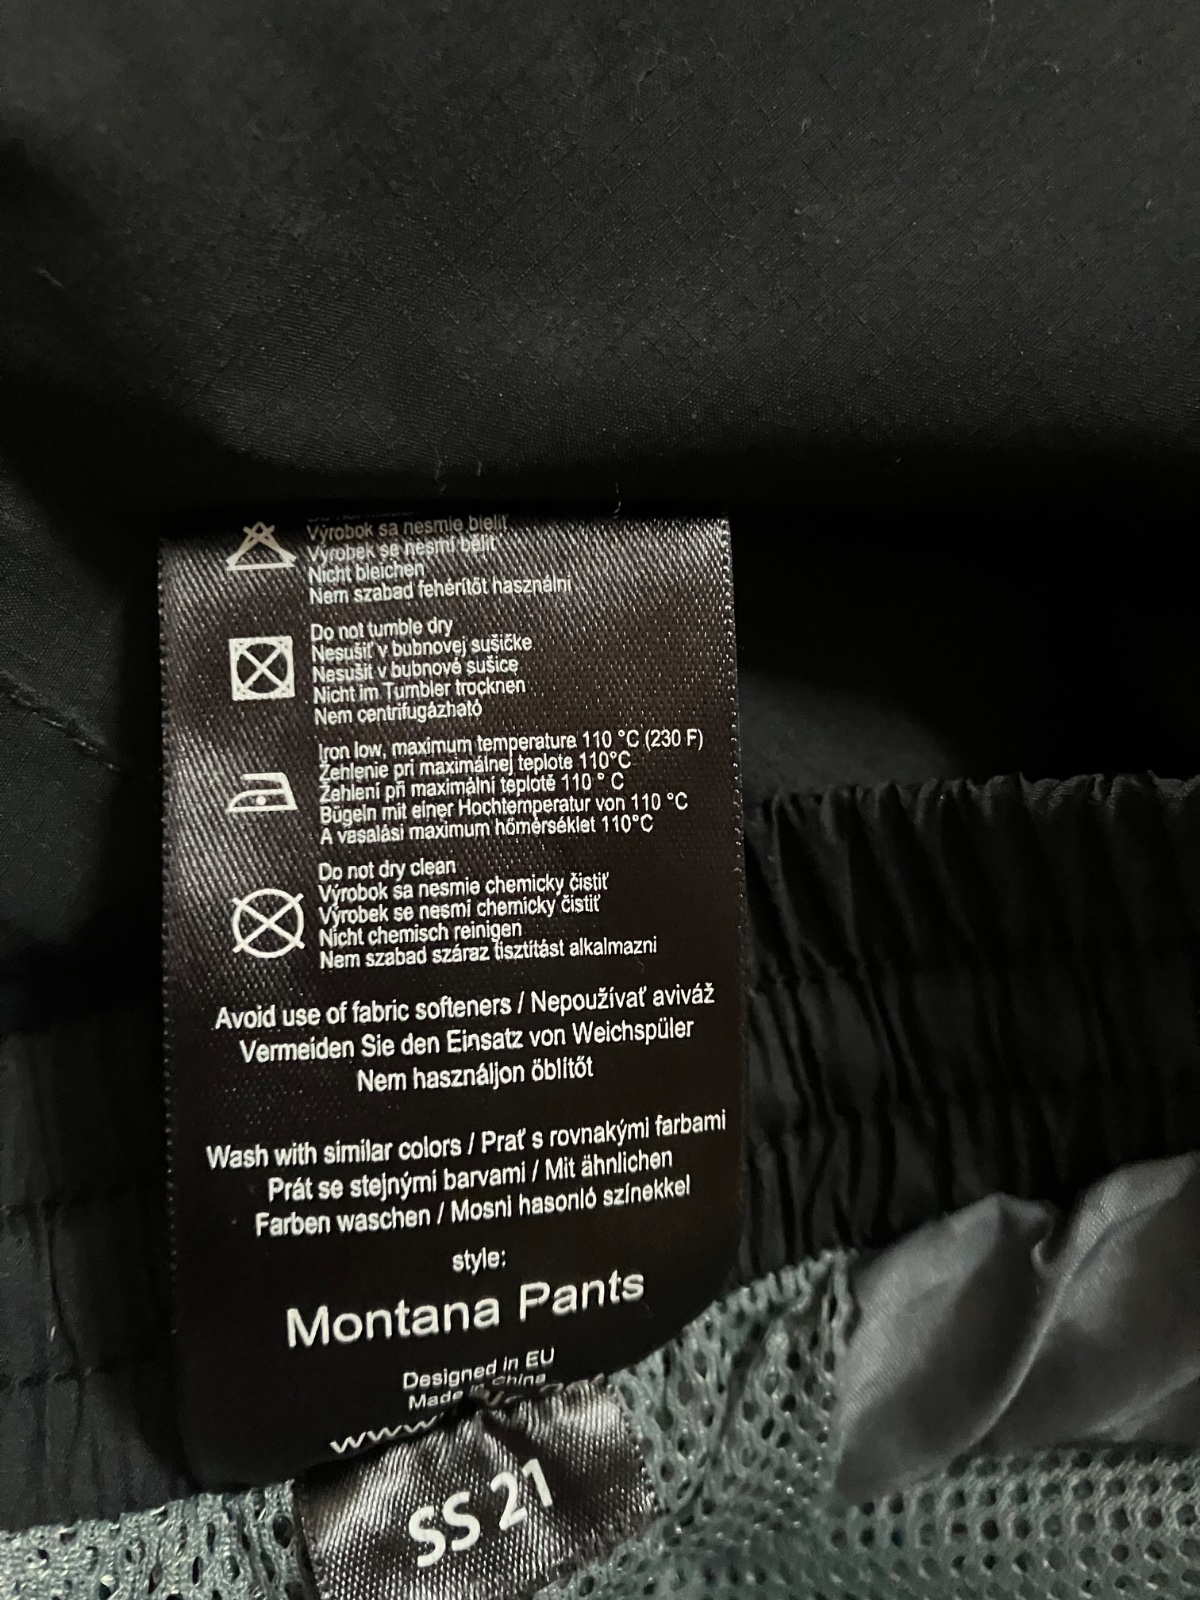 Výrobok sa nesmie bieliť
Výrobek se nesmí bělit
Nicht bleichen
Nem szabad fehérítőt használni
Do not tumble dry
Nesušiť v bubnovej sušičke
Nesušit v bubnové sušice
Nicht im Tumbler trocknen
Nem centrifugázható
Iron low, maximum temperature 110 °C (230 F)
Žehlenie pri maximálnej teplote 110°C
Žehlení při maximální teplotě 110 ° C
Bügeln mit einer Hochtemperatur von 110 °C
A vasalási maximum hőmérséklet 110°C
Do not dry clean
Výrobok sa nesmie chemicky čistiť
Výrobek se nesmí chemicky čistiť
Nicht chemisch reinigen
Nem szabad száraz tisztítást alkalmazni
Avoid use of fabric softeners / Nepoužívať aviváž
Vermeiden Sie den Einsatz von Weichspüler
Nem használjon öblítőt
Wash with similar colors / Prať s rovnakými farbami
Prát se stejnými barvami / Mit ähnlichen
Farben waschen / Mosni hasonló színekkel
style:
Montana Pants
Designed in EU
Made in China
www.
SS 21